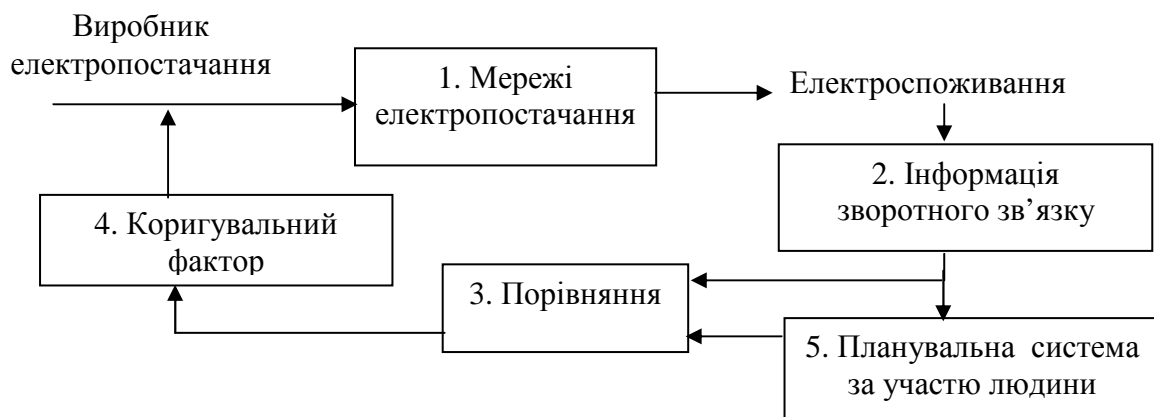 Виробник
електропостачання
1. Мережі
електропостачання
Електроспоживання
2. Інформація
зворотного зв’язку
4. Коригувальний
фактор
3. Порівняння
5. Планувальна система
за участю людини